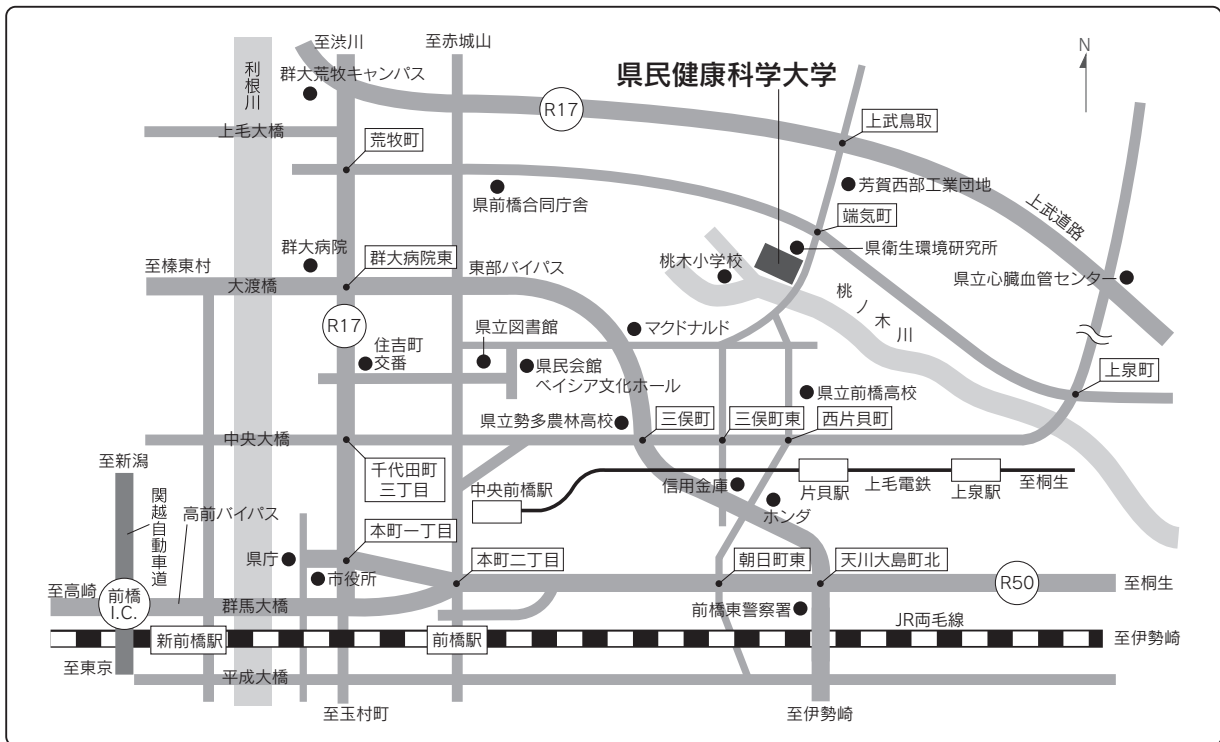 至渋川
至赤城山
N
利根川
群大荒牧キャンパス
県民健康科学大学
R17
上毛大橋
荒牧町
上武鳥取
芳賀西部工業団地
県前橋合同庁舎
端気町
上武道路
群大病院
群大病院東
県衛生環境研究所
至榛東村
大渡橋
東部バイパス
桃木小学校
県立心臓血管センター
桃ノ木川
R17
住吉町
交番
県立図書館
マクドナルド
県民会館
ベイシア文化ホール
上泉町
県立前橋高校
県立勢多農林高校
三俣町
三俣町東
西片貝町
中央大橋
至新潟
千代田町
三丁目
中央前橋駅
信用金庫
片貝駅
上毛電鉄
上泉駅
至桐生
関越自動車道
高前バイパス
ホンダ
本町一丁目
県庁
市役所
本町二丁目
朝日町東
天川大島町北
R50
至桐生
至高崎
前橋
I.C.
群馬大橋
前橋東警察署
JR両毛線
新前橋駅
前橋駅
至伊勢崎
至東京
平成大橋
至玉村町
至伊勢崎